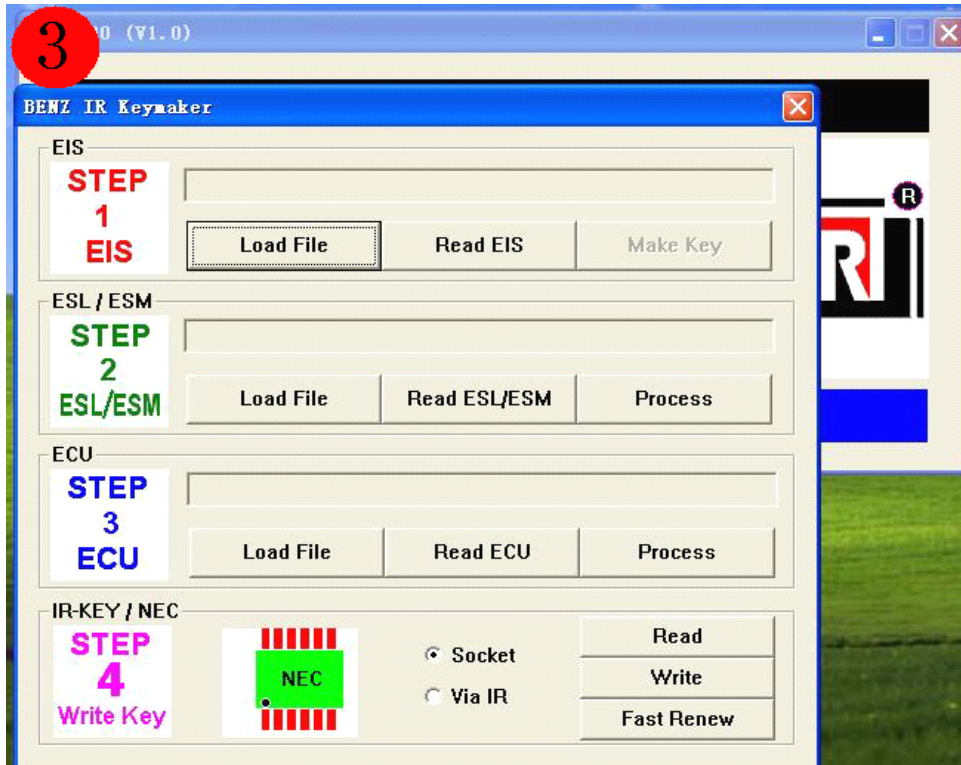 3
0 (V1.0)
BENZ IR Keymaker
EIS
STEP
1
EIS
Load File
Read EIS
Make Key
R
R
ESL / ESM
STEP
2
ESL/ESM
Load File
Read ESL/ESM
Process
ECU
STEP
3
ECU
Load File
Read ECU
Process
IR-KEY / NEC
STEP
4
Write Key
NEC
Socket
Via IR
Read
Write
Fast Renew